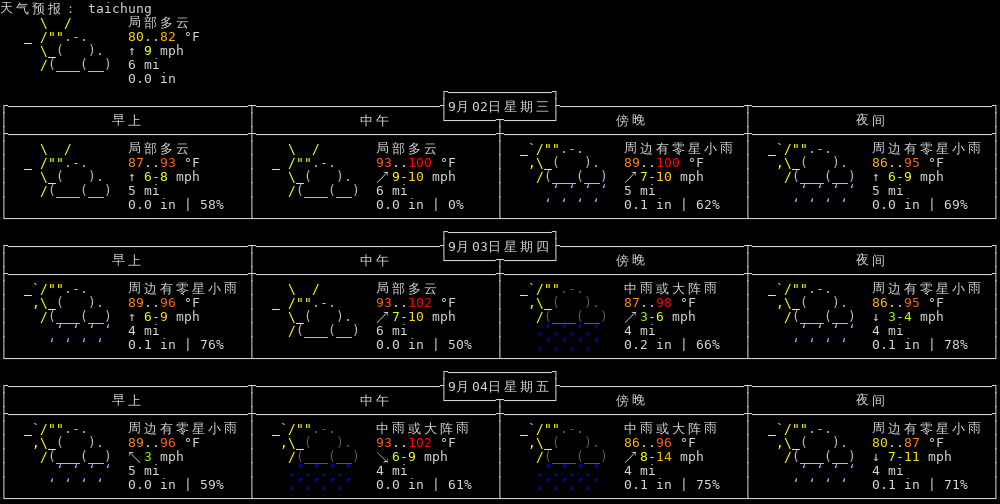 天气预报： taichung
局部多云
80..82 °F
↑ 9 mph
6 mi
0.0 in
9月02日星期三
早上 中午 傍晚 夜间
局部多云 局部多云 周边有零星小雨 周边有零星小雨
87..93 °F 93..100 °F 89..100 °F 86..95 °F
↑ 6-8 mph ↗ 9-10 mph ↗ 7-10 mph ↑ 6-9 mph
5 mi 6 mi 5 mi 5 mi
0.0 in | 58% 0.0 in | 0% 0.1 in | 62% 0.0 in | 69%
9月03日星期四
早上 中午 傍晚 夜间
周边有零星小雨 局部多云 中雨或大阵雨 周边有零星小雨
89..96 °F 93..102 °F 87..98 °F 86..95 °F
↑ 6-9 mph ↗ 7-10 mph ↗ 3-6 mph ↓ 3-4 mph
4 mi 6 mi 4 mi 4 mi
0.1 in | 76% 0.0 in | 50% 0.2 in | 66% 0.1 in | 78%
9月04日星期五
早上 中午 傍晚 夜间
周边有零星小雨 中雨或大阵雨 中雨或大阵雨 周边有零星小雨
89..96 °F 93..102 °F 86..96 °F 80..87 °F
↖ 3 mph ↘ 6-9 mph ↗ 8-14 mph ↓ 7-11 mph
5 mi 4 mi 4 mi 4 mi
0.0 in | 59% 0.0 in | 61% 0.1 in | 75% 0.1 in | 71%